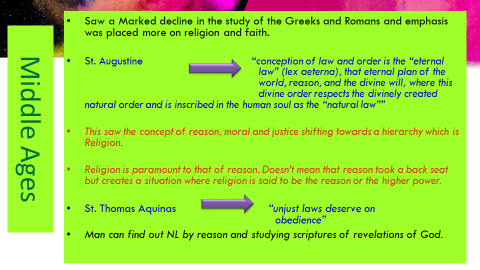 Middle Ages
• Saw a Marked decline in the study of the Greeks and Romans and emphasis
was placed more on religion and faith.
• St. Augustine "conception of law and order is the "eternal
law" (lex aeterna), that eternal plan of the
world, reason, and the divine will, where this
divine order respects the divinely created
natural order and is inscribed in the human soul as the "natural law""
• This saw the concept of reason, moral and justice shifting towards a hierarchy which is
Religion.
• Religion is paramount to that of reason. Doesn't mean that reason took a back seat
but creates a situation where religion is said to be the reason or the higher power.
• St. Thomas Aquinas "unjust laws deserve on
obedience"
• Man can find out NL by reason and studying scriptures of revelations of God.